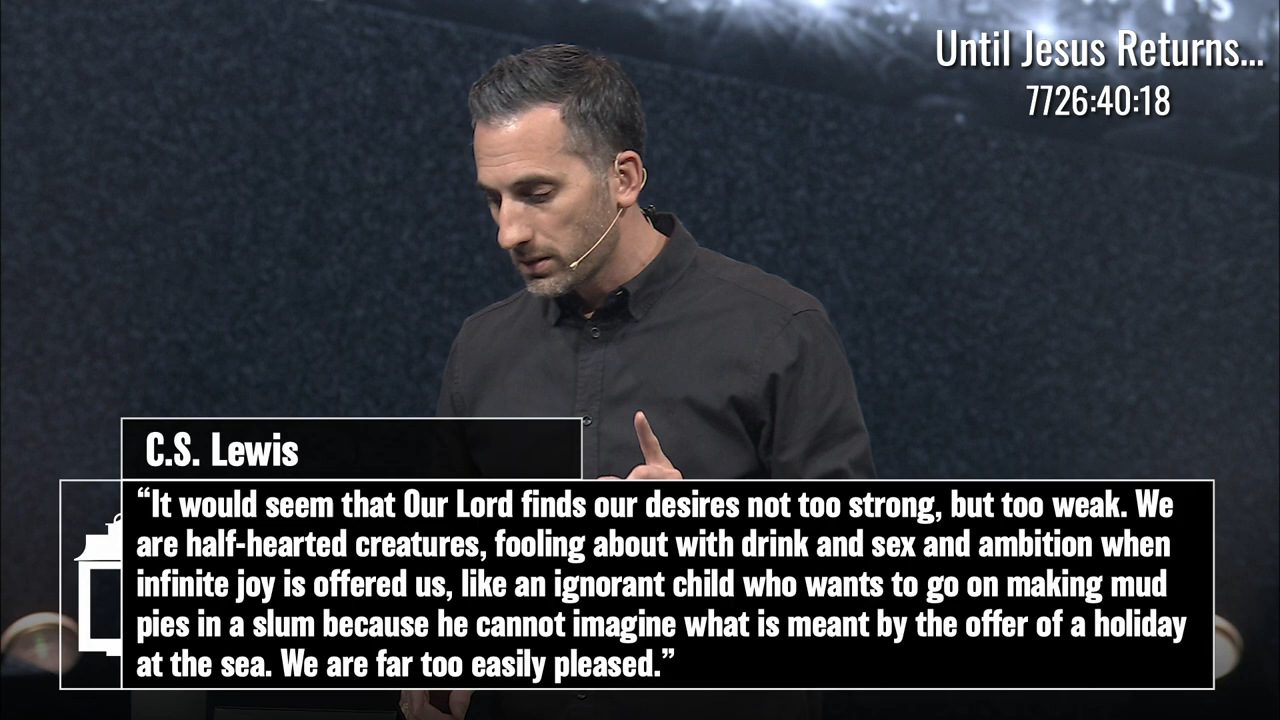 Until Jesus Returns...
7726:40:18
C.S. Lewis
“It would seem that Our Lord finds our desires not too strong, but too weak. We
are half-hearted creatures, fooling about with drink and sex and ambition when
infinite joy is offered us, like an ignorant child who wants to go on making mud
pies in a slum because he cannot imagine what is meant by the offer of a holiday
at the sea. We are far too easily pleased.”